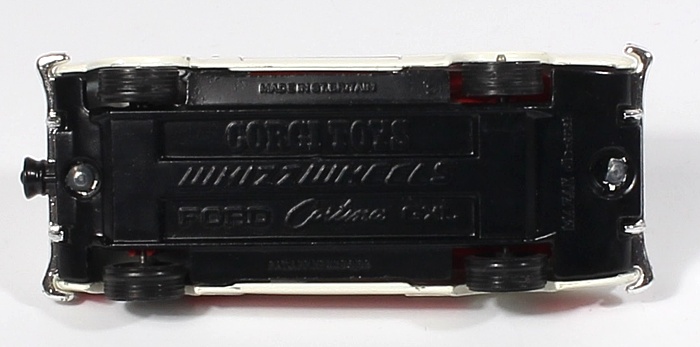 MADE IN GT. BRITAIN
CORGI TOYS
WHIZZWHEELS
FORD Cortina GXL